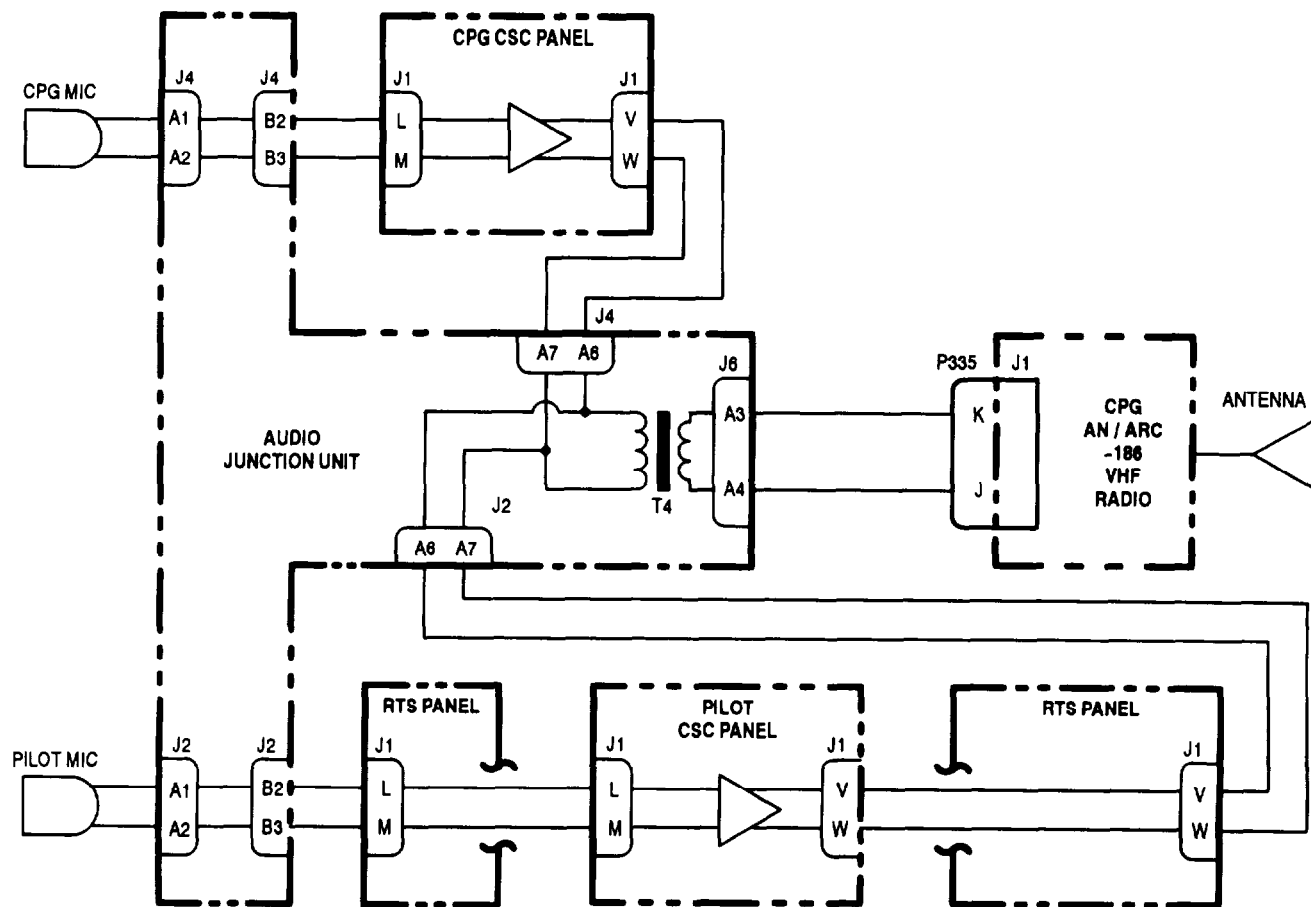 CPG CSC PANEL
CPG MIC
J4
J4
J1
J1
A1
B2
L
V
A2
B3
M
W
J4
A7
A6
J6
P335
J1
AUDIO
JUNCTION UNIT
A3
A4
T4
K
J
CPG
AN / ARC
-186
VHF
RADIO
ANTENNA
J2
A6
A7
RTS PANEL
PILOT
CSC PANEL
RTS PANEL
PILOT MIC
J2
J2
J1
J1
J1
J1
A1
B2
L
L
V
V
A2
B3
M
M
W
W